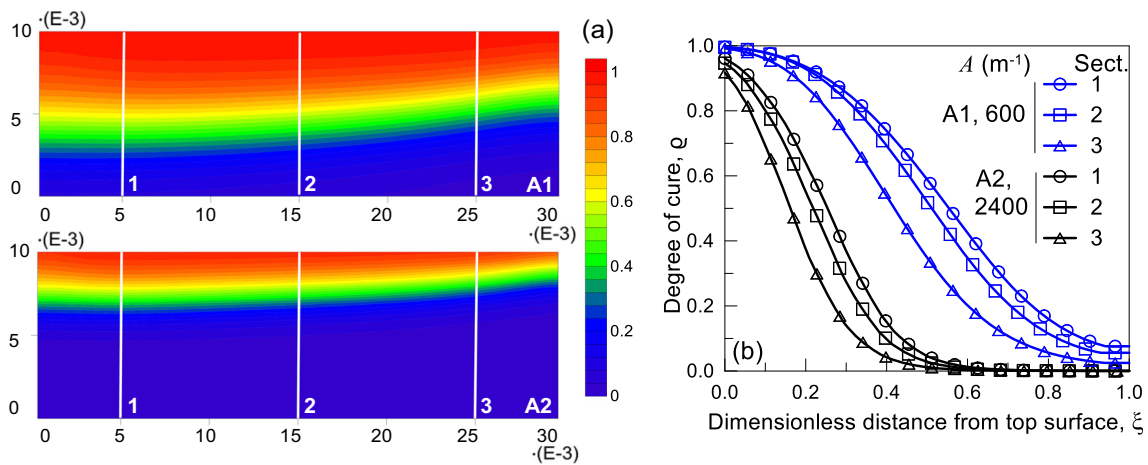 10 ·(E-3)
5
0
1 2 3 A1
0 5 10 15 20 25 30
·(E-3)
·(E-3)
10
5
0
1 2 3 A2
0 5 10 15 20 25 30
·(E-3)
(a)
1
0.8
0.6
0.4
0.2
0
Degree of cure, ϱ
1.0
0.8
0.6
0.4
0.2
0.0
A (m⁻¹) Sect.
A1, 600
1
2
3
A2,
2400
1
2
3
(b)
0.0 0.2 0.4 0.6 0.8 1.0
Dimensionless distance from top surface, ξ